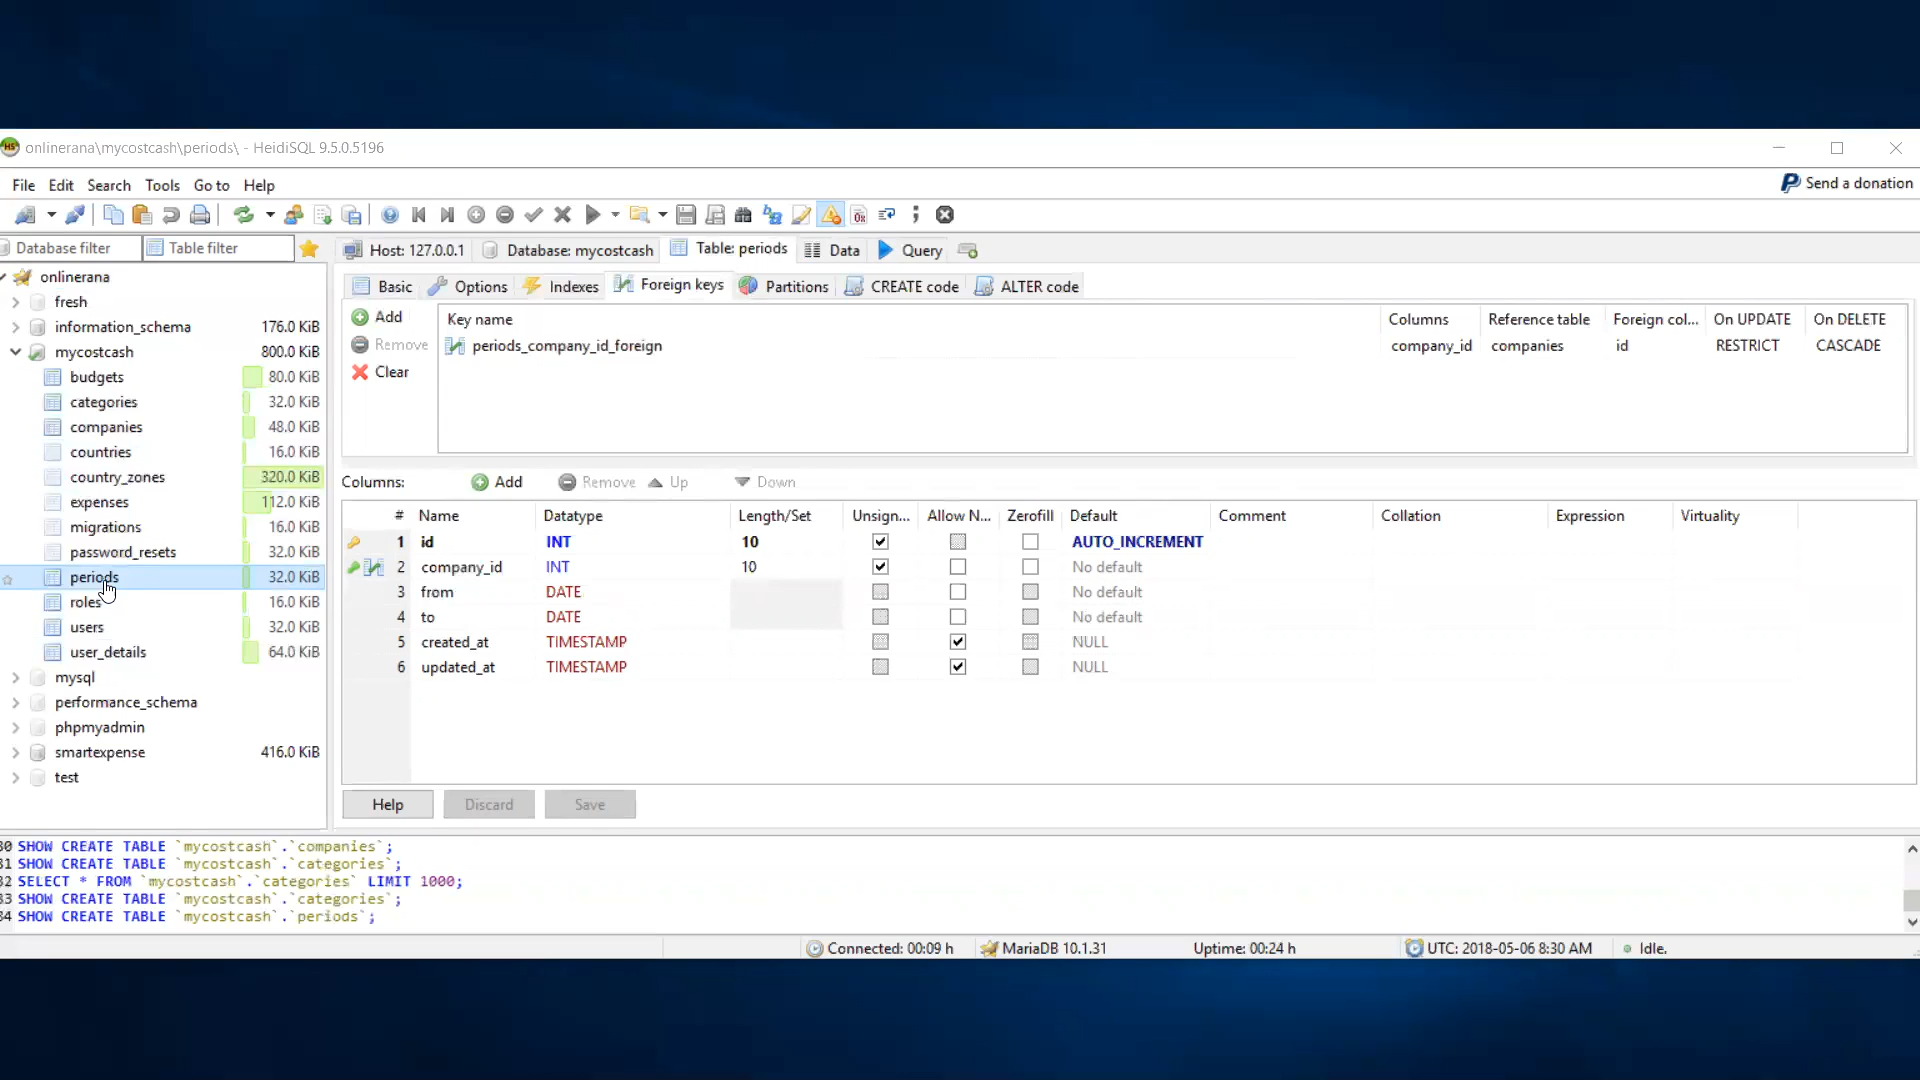 onlinerana\mycostcash\periods\ - HeidiSQL 9.5.0.5196
File Edit Search Tools Go to Help
Send a donation
Database filter Table filter
Host: 127.0.0.1 Database: mycostcash Table: periods Data Query
Basic Options Indexes Foreign keys Partitions CREATE code ALTER code
onlinerana
fresh
information_schema 176.0 KiB
mycostcash 800.0 KiB
budgets 80.0 KiB
categories 32.0 KiB
companies 48.0 KiB
countries 16.0 KiB
country_zones 320.0 KiB
expenses 112.0 KiB
migrations 16.0 KiB
password_resets 32.0 KiB
periods 32.0 KiB
roles 16.0 KiB
users 32.0 KiB
user_details 64.0 KiB
mysql
performance_schema
phpmyadmin
smartexpense 416.0 KiB
test
Add
Remove
Clear
Key name Columns Reference table Foreign col... On UPDATE On DELETE
periods_company_id_foreign company_id companies id RESTRICT CASCADE
Columns: Add Remove Up Down
# Name Datatype Length/Set Unsign... Allow N... Zerofill Default Comment Collation Expression Virtuality
1 id INT 10 AUTO_INCREMENT
2 company_id INT 10 No default
3 from DATE No default
4 to DATE No default
5 created_at TIMESTAMP NULL
6 updated_at TIMESTAMP NULL
Help Discard Save
30 SHOW CREATE TABLE `mycostcash`.`companies`;
31 SHOW CREATE TABLE `mycostcash`.`categories`;
32 SELECT * FROM `mycostcash`.`categories` LIMIT 1000;
33 SHOW CREATE TABLE `mycostcash`.`categories`;
34 SHOW CREATE TABLE `mycostcash`.`periods`;
Connected: 00:09 h MariaDB 10.1.31 Uptime: 00:24 h UTC: 2018-05-06 8:30 AM Idle.